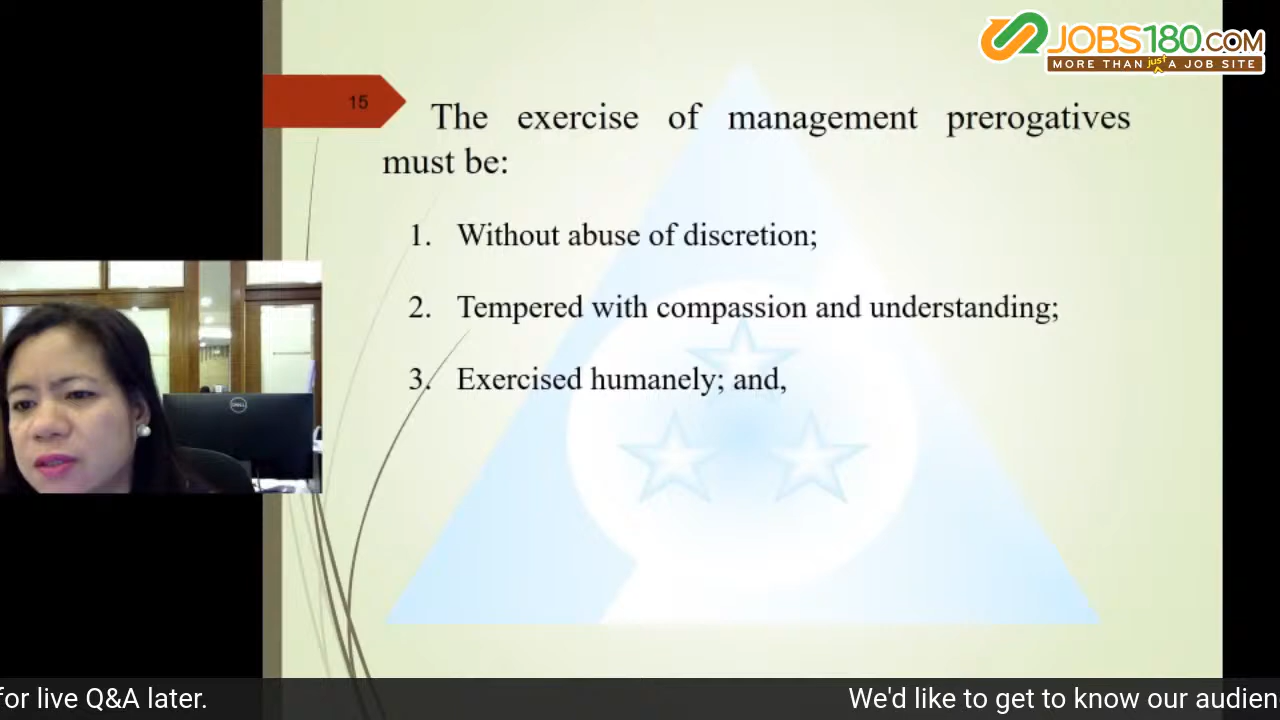 JOBS180.COM
MORE THAN just A JOB SITE
15
The exercise of management prerogatives
must be:
1. Without abuse of discretion;
2. Tempered with compassion and understanding;
3. Exercised humanely; and,
DELL
for live Q&A later.
We'd like to get to know our audien